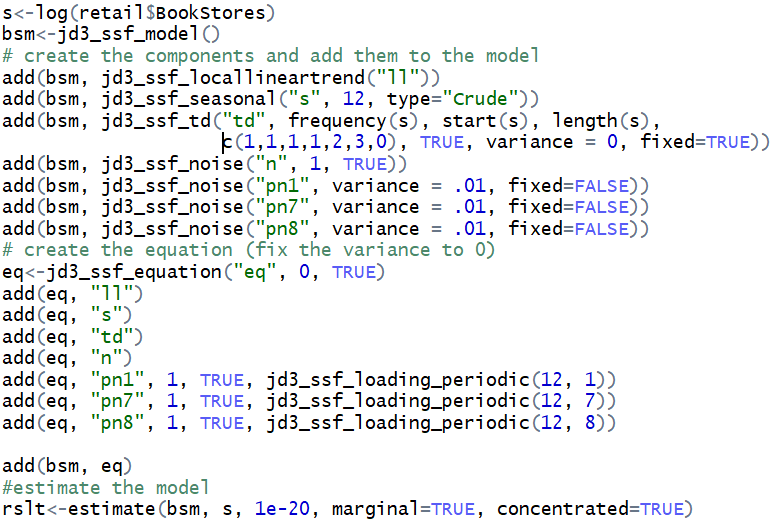 s<-log(retail$BookStores)
bsm<-jd3_ssf_model()
# create the components and add them to the model
add(bsm, jd3_ssf_locallineartrend("ll"))
add(bsm, jd3_ssf_seasonal("s", 12, type="Crude"))
add(bsm, jd3_ssf_td("td", frequency(s), start(s), length(s),
c(1,1,1,1,2,3,0), TRUE, variance = 0, fixed=TRUE))
add(bsm, jd3_ssf_noise("n", 1, TRUE))
add(bsm, jd3_ssf_noise("pn1", variance = .01, fixed=FALSE))
add(bsm, jd3_ssf_noise("pn7", variance = .01, fixed=FALSE))
add(bsm, jd3_ssf_noise("pn8", variance = .01, fixed=FALSE))
# create the equation (fix the variance to 0)
eq<-jd3_ssf_equation("eq", 0, TRUE)
add(eq, "ll")
add(eq, "s")
add(eq, "td")
add(eq, "n")
add(eq, "pn1", 1, TRUE, jd3_ssf_loading_periodic(12, 1))
add(eq, "pn7", 1, TRUE, jd3_ssf_loading_periodic(12, 7))
add(eq, "pn8", 1, TRUE, jd3_ssf_loading_periodic(12, 8))
add(bsm, eq)
#estimate the model
rslt<-estimate(bsm, s, 1e-20, marginal=TRUE, concentrated=TRUE)